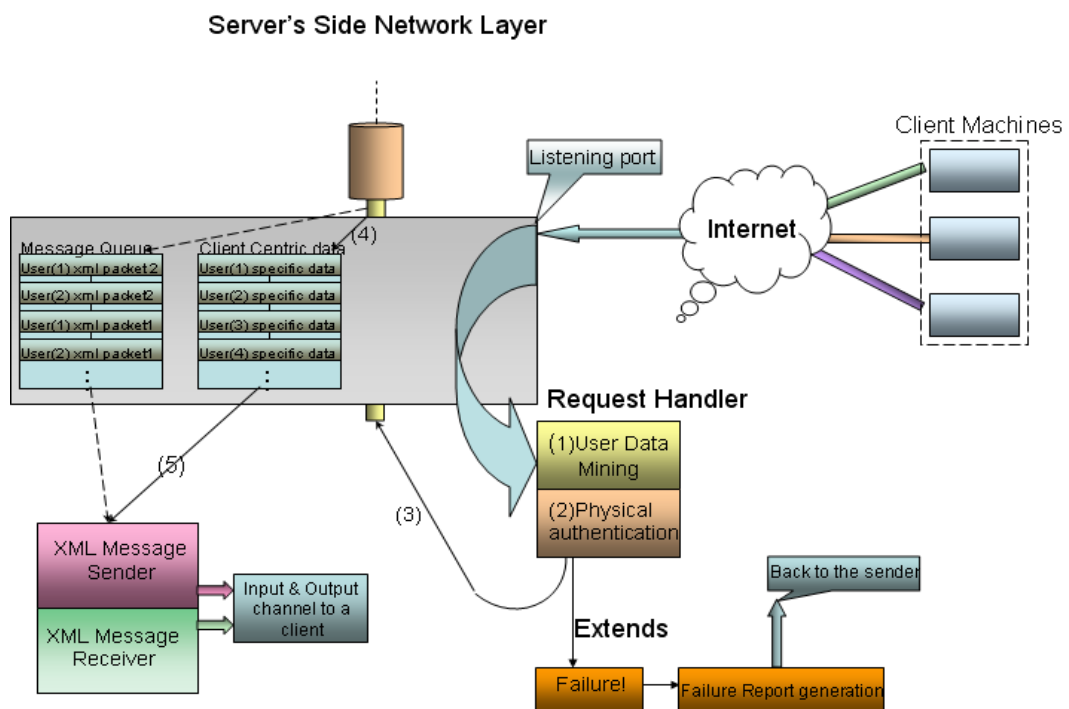 Server's Side Network Layer
Client Machines
Listening port
Internet
(4)
Message Queue
User(1) xml packet2
User(2) xml packet2
User(1) xml packet1
User(2) xml packet1
⋮
Client Centric data
User(1) specific data
User(2) specific data
User(3) specific data
User(4) specific data
⋮
Request Handler
(1)User Data
Mining
(2)Physical
authentication
(5)
(3)
XML Message
Sender
XML Message
Receiver
Input & Output
channel to a
client
Back to the sender
Extends
Failure!
Failure Report generation